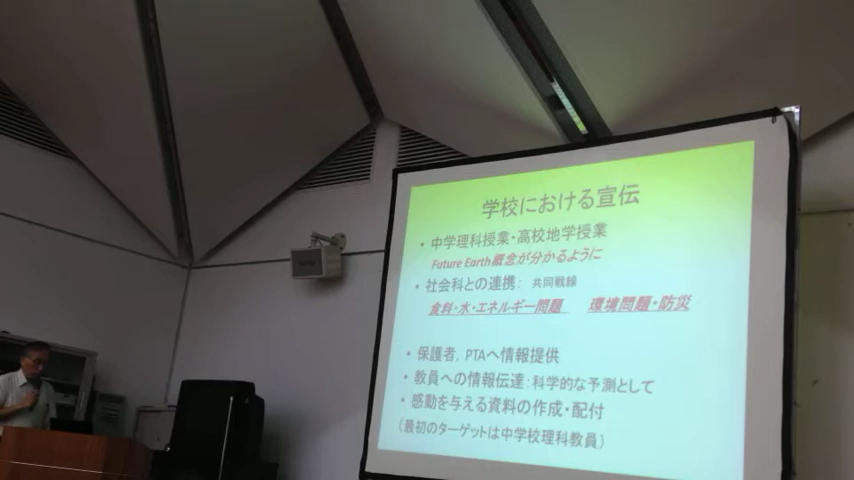 学校における宣伝
・中学理科授業・高校地学授業
Future Earth概念が分かるように
・社会科との連携： 共同戦線
食料・水・エネルギー問題 環境問題・防災
・保護者，PTAへ情報提供
・教員への情報伝達：科学的な予測として
・感動を与える資料の作成・配付
（最初のターゲットは中学校理科教員）